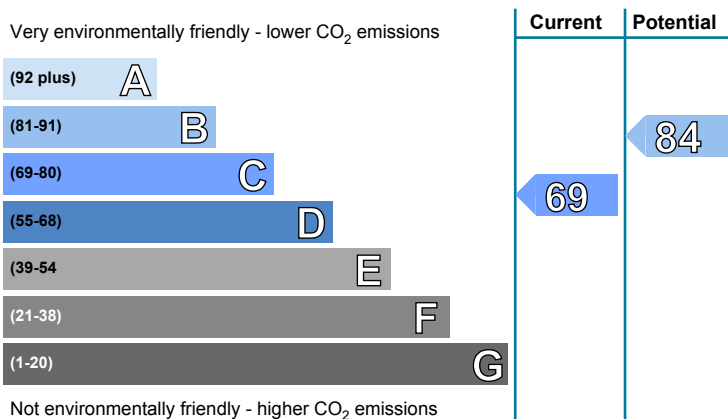 Current Potential
Very environmentally friendly - lower CO2 emissions
(92 plus) A
(81-91) B
84
(69-80) C
69
(55-68) D
(39-54 E
(21-38) F
(1-20) G
Not environmentally friendly - higher CO2 emissions